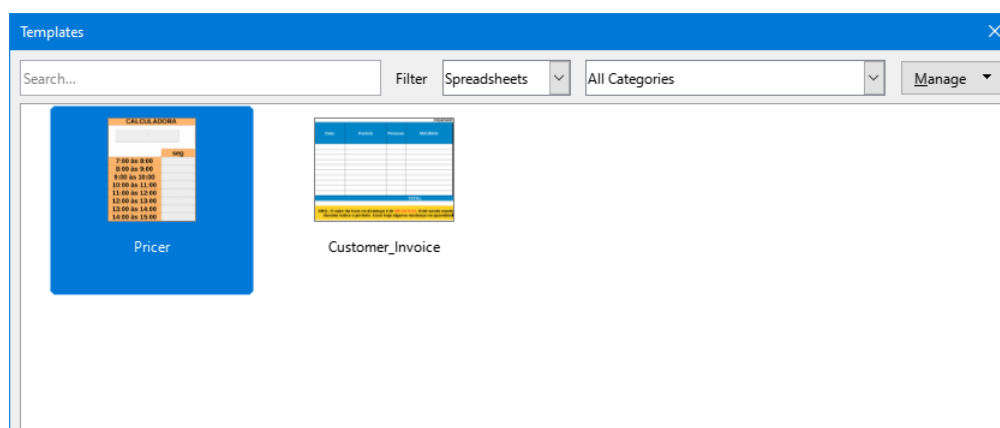 Templates
Search...
Filter
Spreadsheets
All Categories
Manage
CALCULADORA
seg
7:00 às 8:00
8:00 às 9:00
9:00 às 10:00
10:00 às 11:00
11:00 às 12:00
12:00 às 13:00
13:00 às 14:00
14:00 às 15:00
TOTAL
Pricer
Customer_Invoice